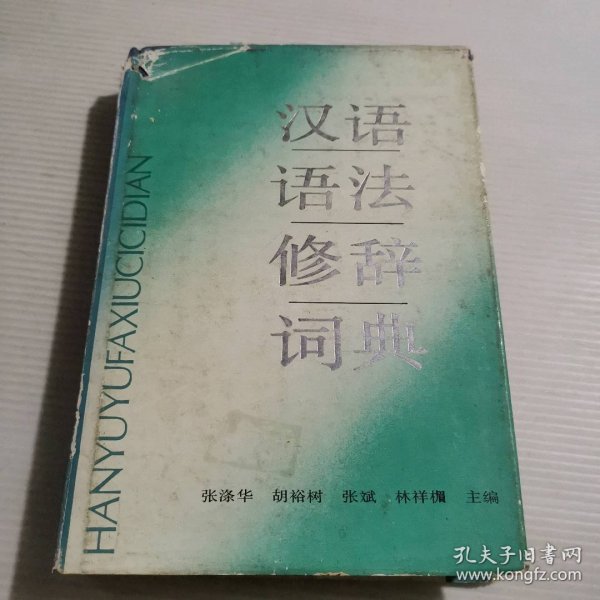 汉语
语法
修辞
词典
HANYUYUFAXIUCICIDIAN
张涤华 胡裕树 张斌 林祥楣 主编
孔夫子旧书网
www.kongfz.com